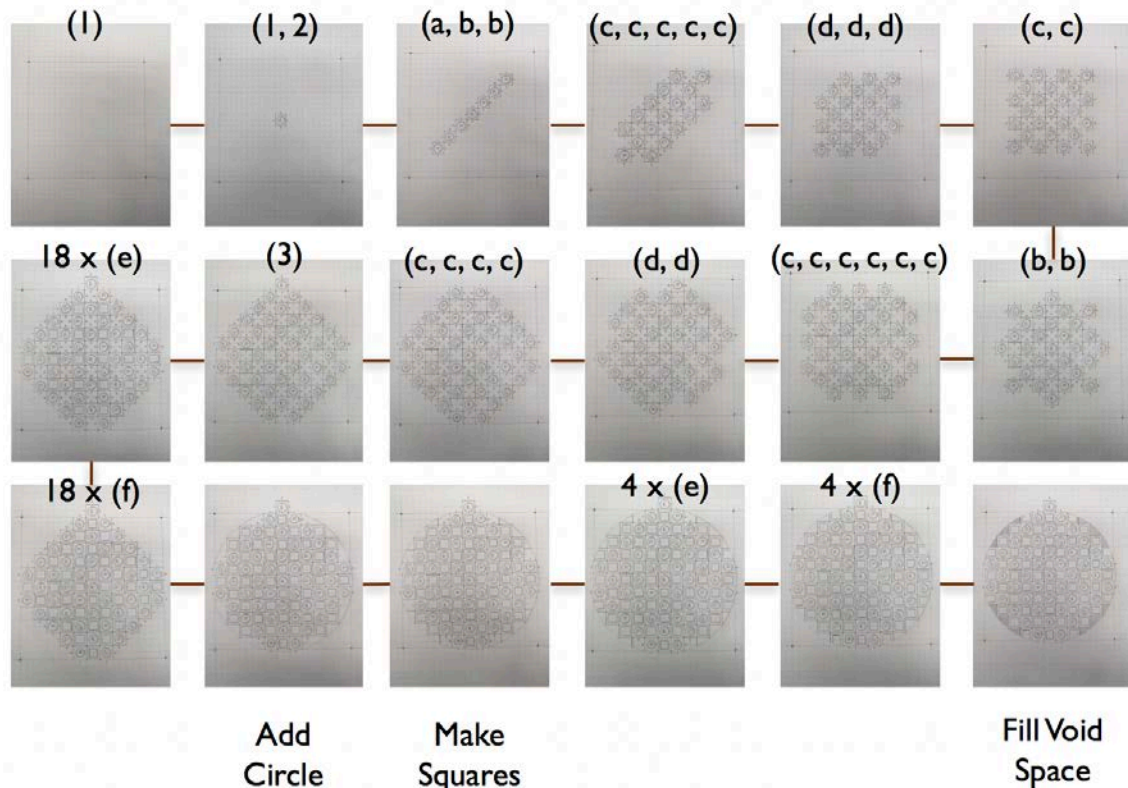 (1)
(1, 2)
(a, b, b)
(c, c, c, c, c)
(d, d, d)
(c, c)
18 x (e)
(3)
(c, c, c, c)
(d, d)
(c, c, c, c, c, c)
(b, b)
18 x (f)
4 x (e)
4 x (f)
Add
Circle
Make
Squares
Fill Void
Space